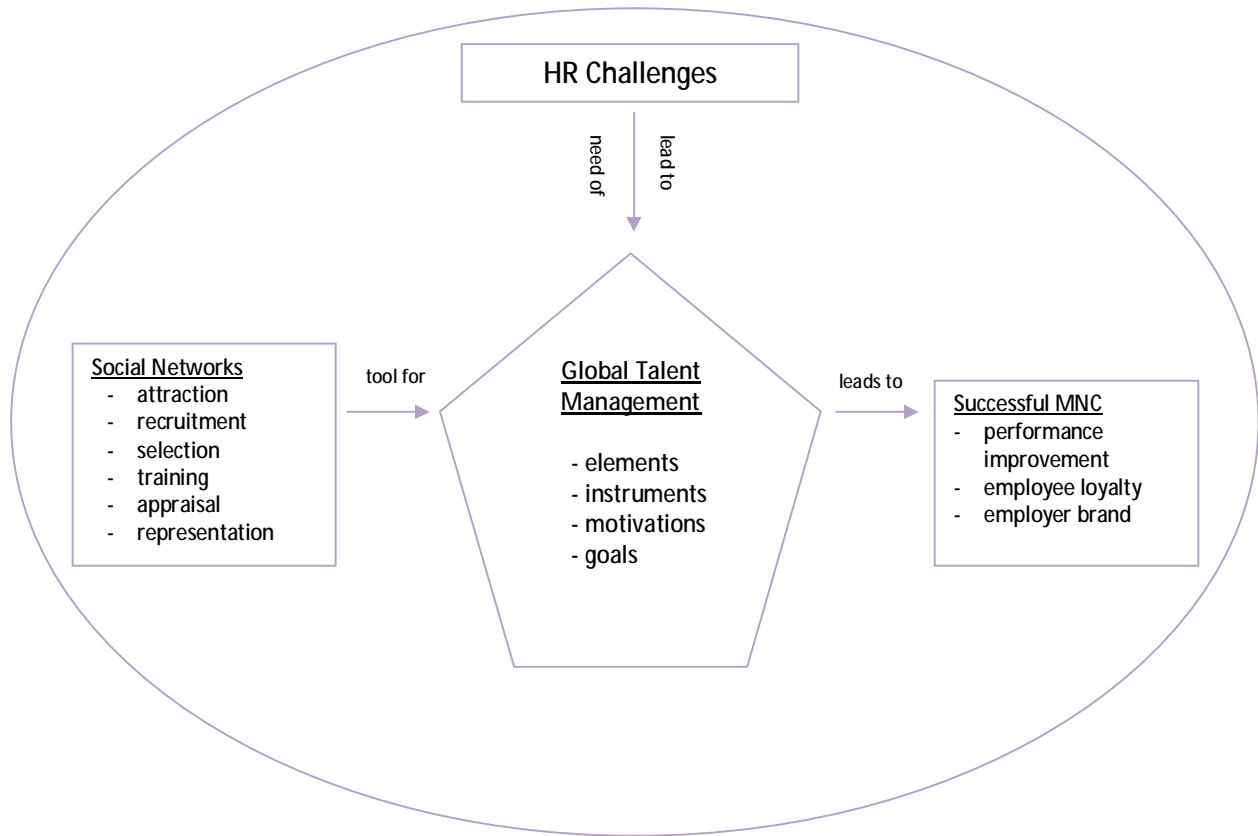 HR Challenges
lead to
need of
Social Networks
- attraction
- recruitment
- selection
- training
- appraisal
- representation
tool for
Global Talent
Management
- elements
- instruments
- motivations
- goals
leads to
Successful MNC
- performance
improvement
- employee loyalty
- employer brand